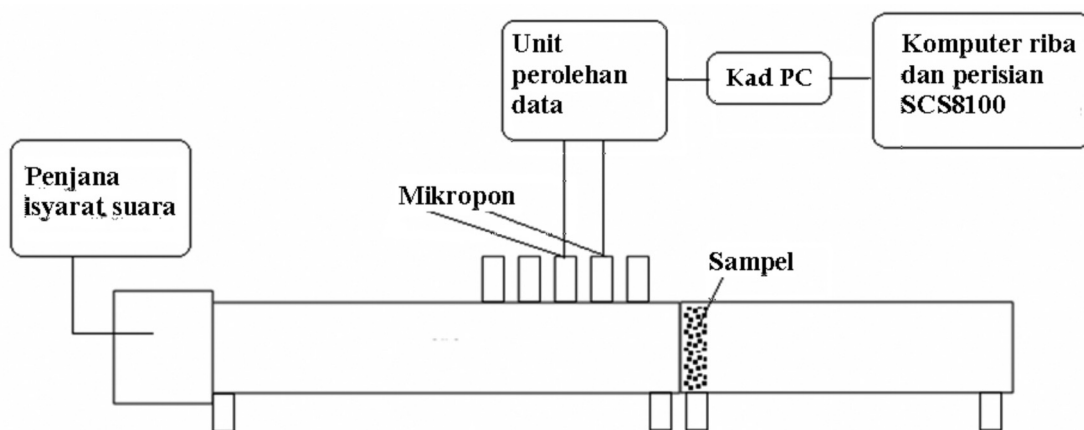 Unit
perolehan
data
Kad PC
Komputer riba
dan perisian
SCS8100
Penjana
isyarat suara
Mikropon
Sampel